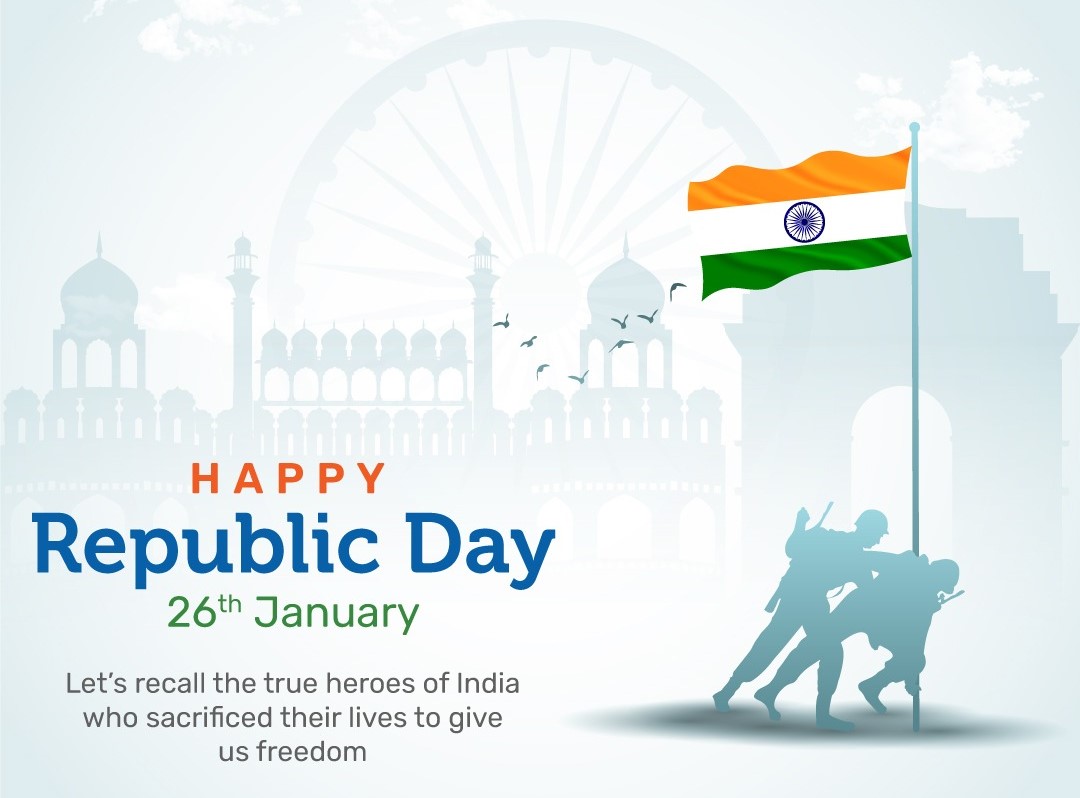 HAPPY
Republic Day
26th January
Let’s recall the true heroes of India
who sacrificed their lives to give
us freedom